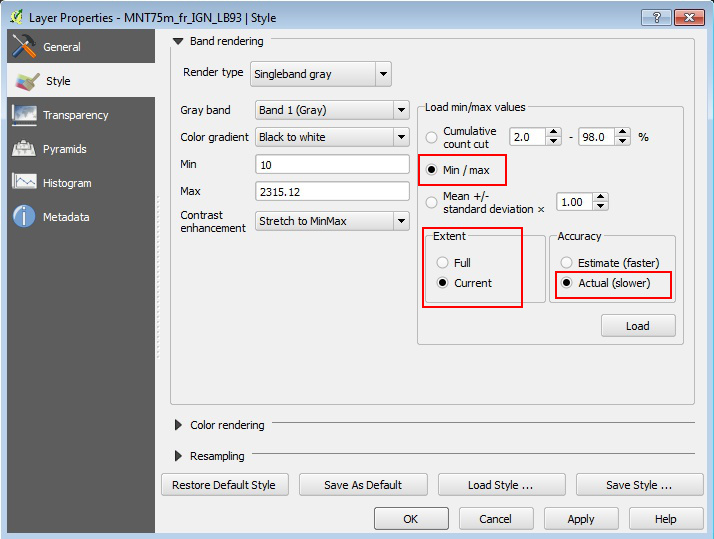 Layer Properties - MNT75m_fr_IGN_LB93 | Style
General
Style
Transparency
Pyramids
Histogram
Metadata
Band rendering
Render type Singleband gray
Gray band Band 1 (Gray)
Color gradient Black to white
Min 10
Max 2315.12
Contrast
enhancement Stretch to MinMax
Load min/max values
Cumulative
count cut 2.0 - 98.0 %
Min / max
Mean +/-
standard deviation × 1.00
Extent
Full
Current
Accuracy
Estimate (faster)
Actual (slower)
Load
Color rendering
Resampling
Restore Default Style Save As Default Load Style ... Save Style ...
OK Cancel Apply Help